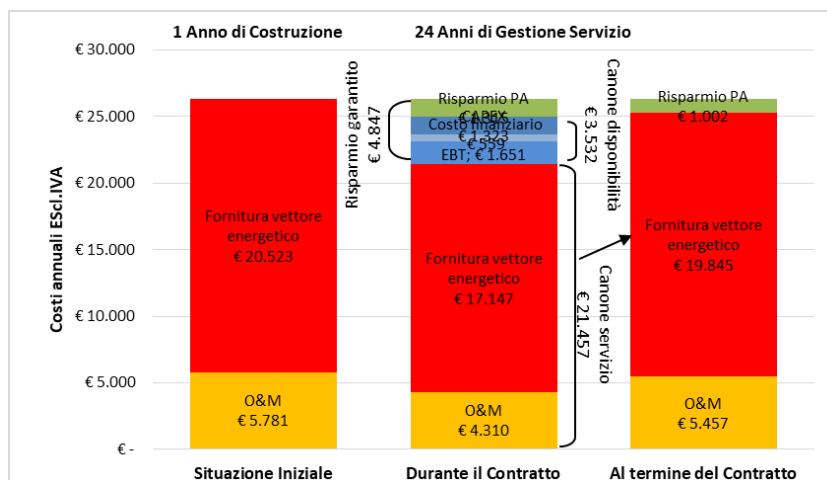 1 Anno di Costruzione
24 Anni di Gestione Servizio
Costi annuali EScl.IVA
€ 30.000
€ 25.000
€ 20.000
€ 15.000
€ 10.000
€ 5.000
€ -
Fornitura vettore
energetico
€ 20.523
O&M
€ 5.781
Situazione Iniziale
Risparmio garantito
€ 4.847
Risparmio PA
CAPEX
Costo finanziario
€ 1.323
€ 559
EBT; € 1.651
Fornitura vettore
energetico
€ 17.147
O&M
€ 4.310
Durante il Contratto
Canone disponibilità
€ 3.532
Canone servizio
€ 21.457
Risparmio PA
€ 1.002
Fornitura vettore
energetico
€ 19.845
O&M
€ 5.457
Al termine del Contratto